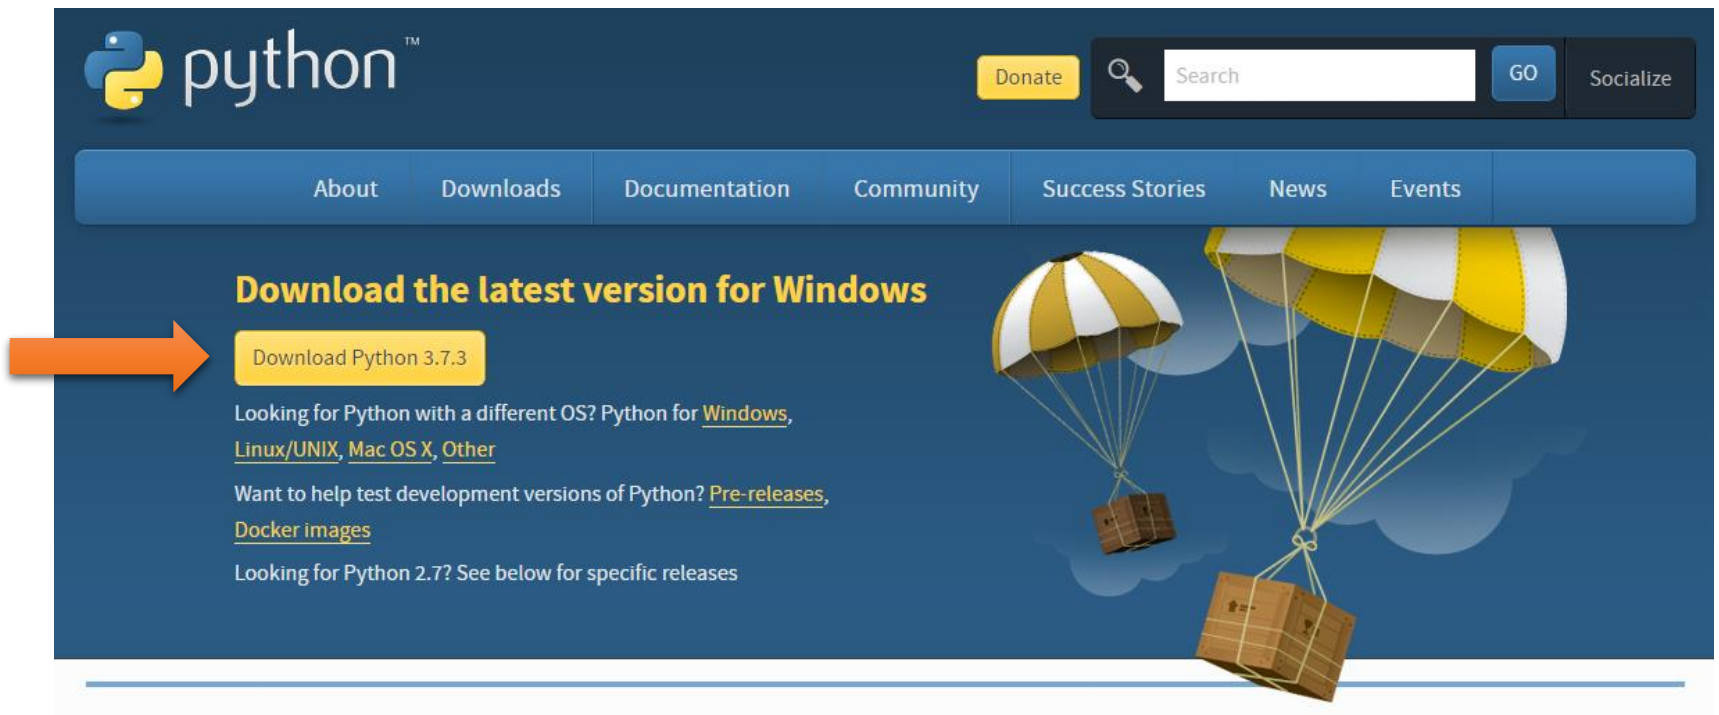 python™
Donate
Search
GO
Socialize
About
Downloads
Documentation
Community
Success Stories
News
Events
Download the latest version for Windows
Download Python 3.7.3
Looking for Python with a different OS? Python for Windows,
Linux/UNIX, Mac OS X, Other
Want to help test development versions of Python? Pre-releases,
Docker images
Looking for Python 2.7? See below for specific releases